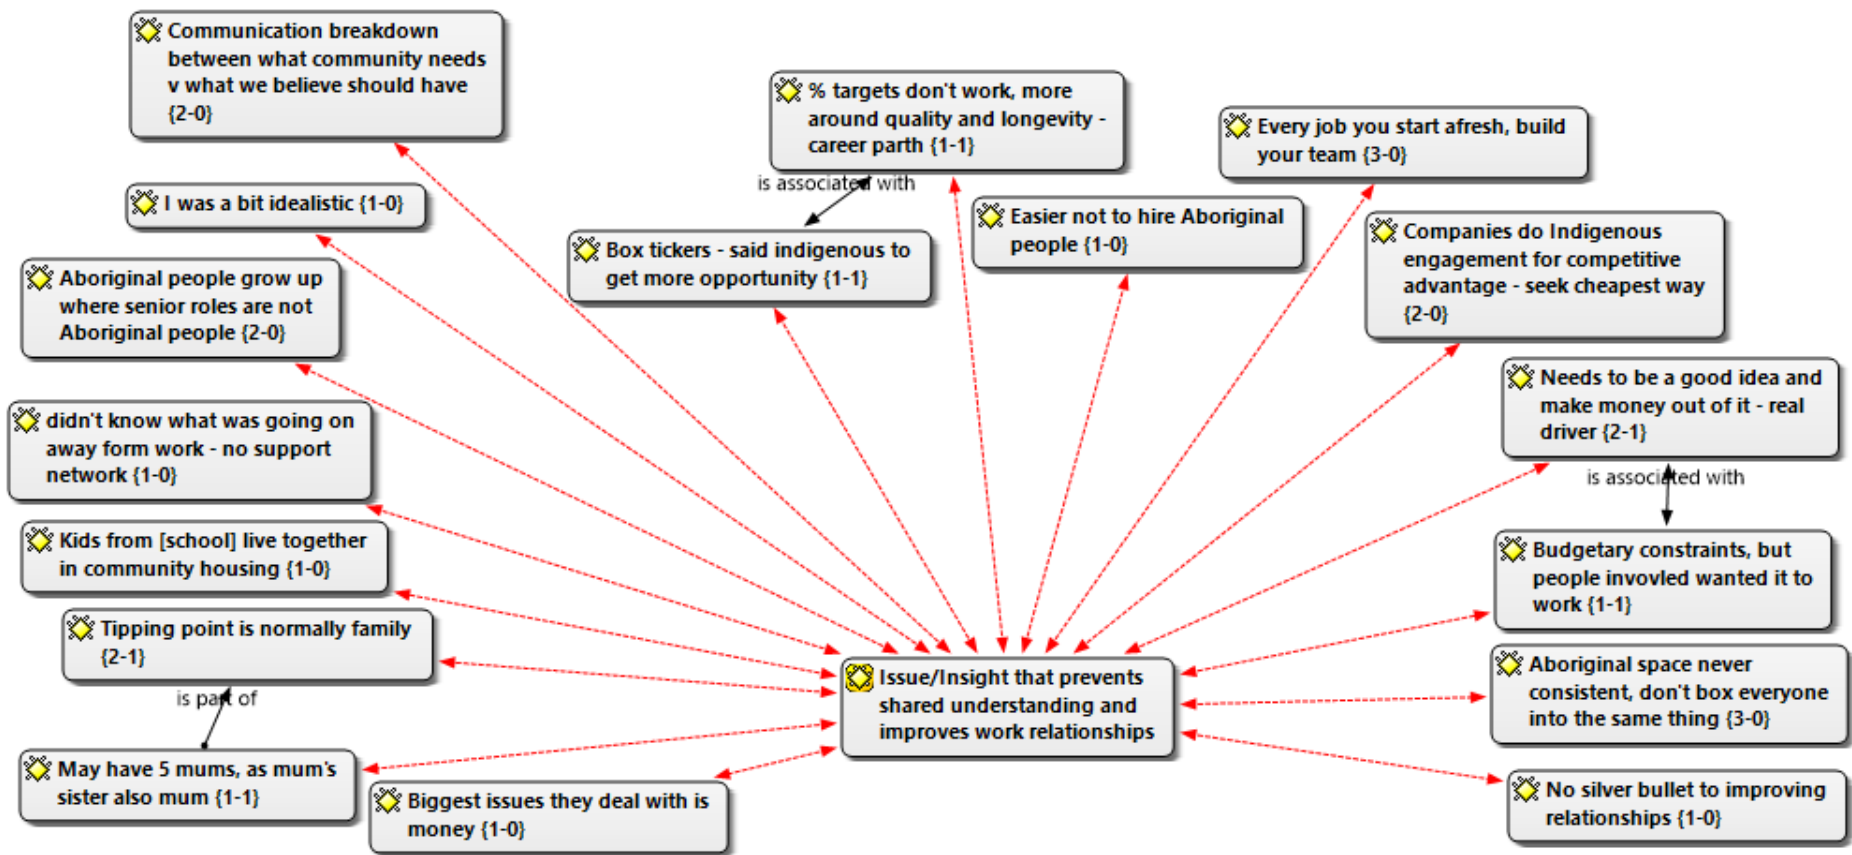 Communication breakdown
between what community needs
v what we believe should have
{2-0}
% targets don't work, more
around quality and longevity -
career parth {1-1}
Every job you start afresh, build
your team {3-0}
is associated with
I was a bit idealistic {1-0}
Easier not to hire Aboriginal
people {1-0}
Companies do Indigenous
engagement for competitive
advantage - seek cheapest way
{2-0}
Box tickers - said indigenous to
get more opportunity {1-1}
Aboriginal people grow up
where senior roles are not
Aboriginal people {2-0}
Needs to be a good idea and
make money out of it - real
driver {2-1}
didn't know what was going on
away form work - no support
network {1-0}
is associated with
Kids from [school] live together
in community housing {1-0}
Budgetary constraints, but
people invovled wanted it to
work {1-1}
Tipping point is normally family
{2-1}
is part of
Issue/Insight that prevents
shared understanding and
improves work relationships
Aboriginal space never
consistent, don't box everyone
into the same thing {3-0}
May have 5 mums, as mum's
sister also mum {1-1}
Biggest issues they deal with is
money {1-0}
No silver bullet to improving
relationships {1-0}